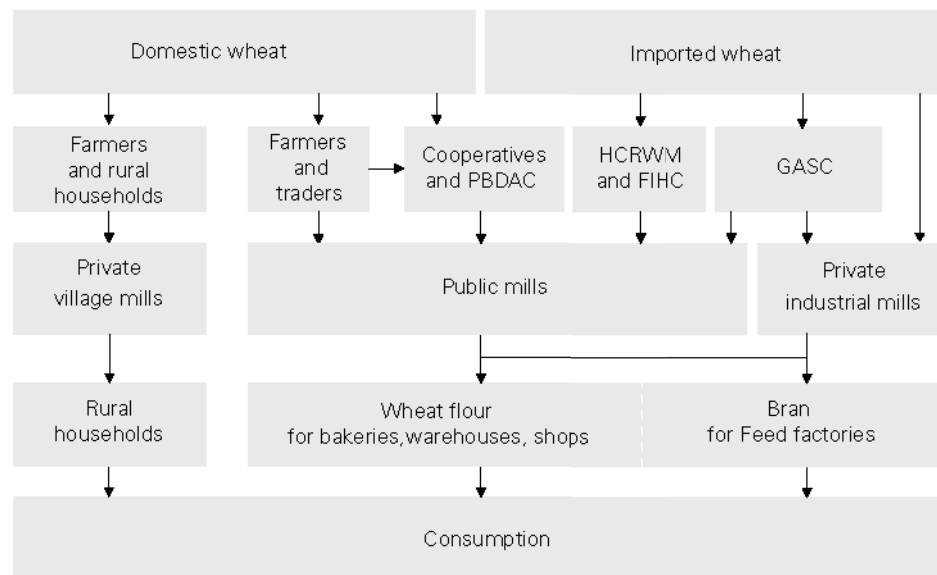 Domestic wheat
Imported wheat
Farmers
and rural
households
Farmers
and
traders
Cooperatives
and PBDAC
HCRWM
and FIHC
GASC
Private
village mills
Public mills
Private
industrial mills
Rural
households
Wheat flour
for bakeries,warehouses, shops
Bran
for Feed factories
Consumption